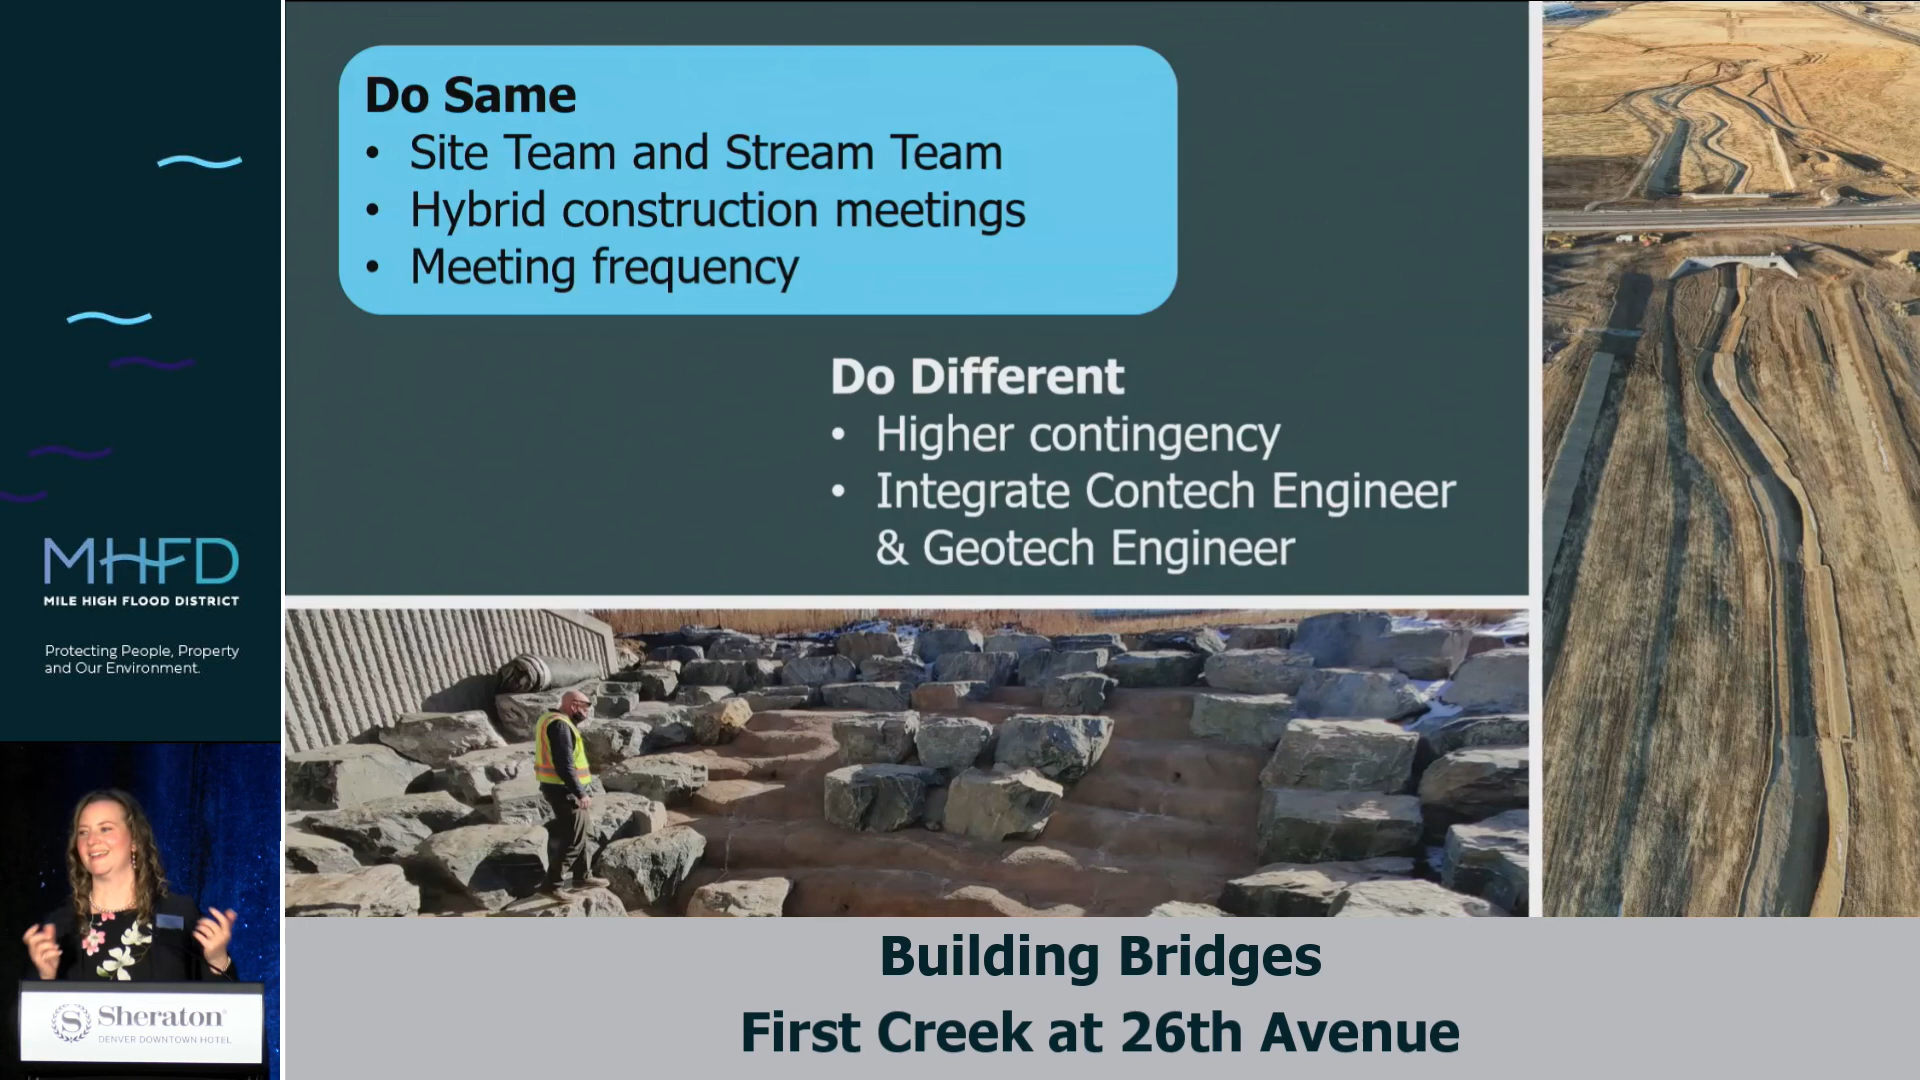 Do Same
• Site Team and Stream Team
• Hybrid construction meetings
• Meeting frequency
Do Different
• Higher contingency
• Integrate Contech Engineer
& Geotech Engineer
MHFD
MILE HIGH FLOOD DISTRICT
Protecting People, Property
and Our Environment.
S Sheraton
DENVER DOWNTOWN HOTEL
Building Bridges
First Creek at 26th Avenue